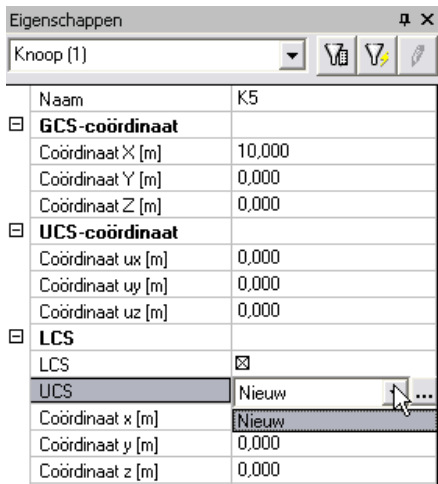 Eigenschappen
Knoop (1)
Naam K5
GCS-coördinaat
Coördinaat X [m] 10,000
Coördinaat Y [m] 0,000
Coördinaat Z [m] 0,000
UCS-coördinaat
Coördinaat ux [m] 0,000
Coördinaat uy [m] 0,000
Coördinaat uz [m] 0,000
LCS
LCS
UCS Nieuw ...
Coördinaat x [m] Nieuw
Coördinaat y [m] 0,000
Coördinaat z [m] 0,000